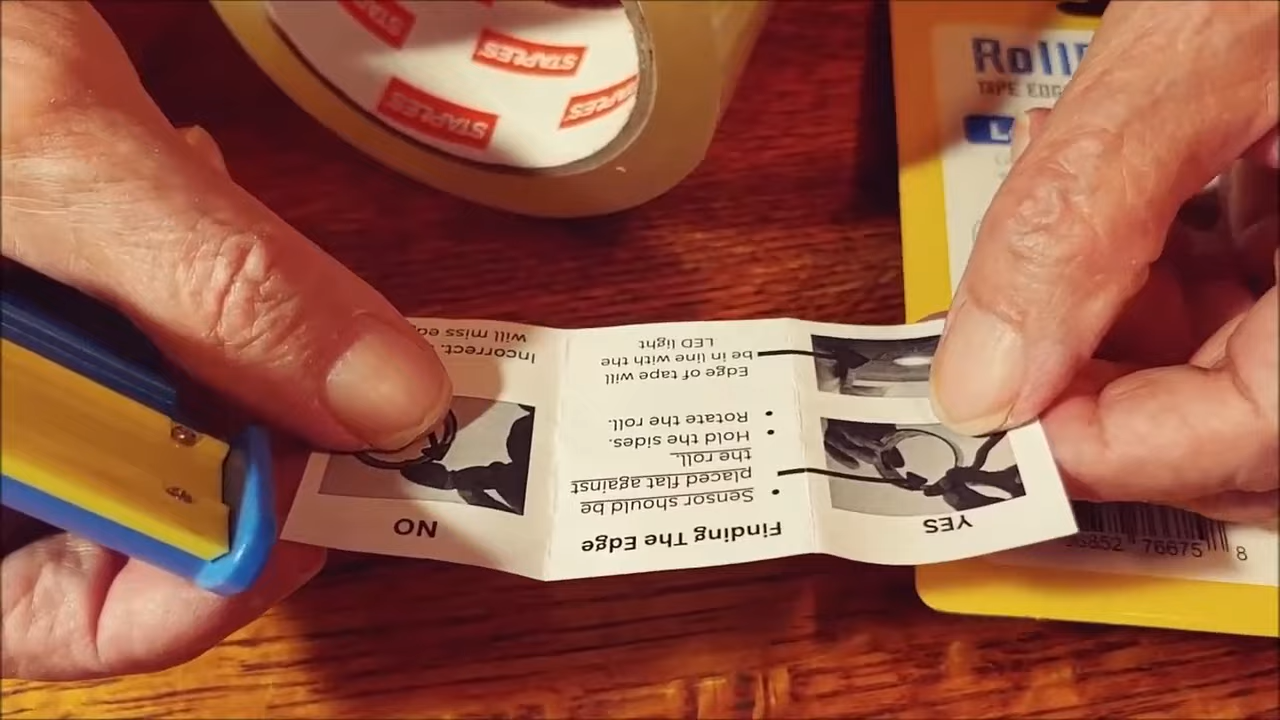 STAPLES
STAPLES
STAPLES
STAPLES
TAPE
YES
Finding The Edge
• Sensor should be
placed flat against
the roll.
• Hold the sides.
• Rotate the roll.
Edge of tape will
be in line with the
LED light
NO
Incorrect.
will miss
76675 8